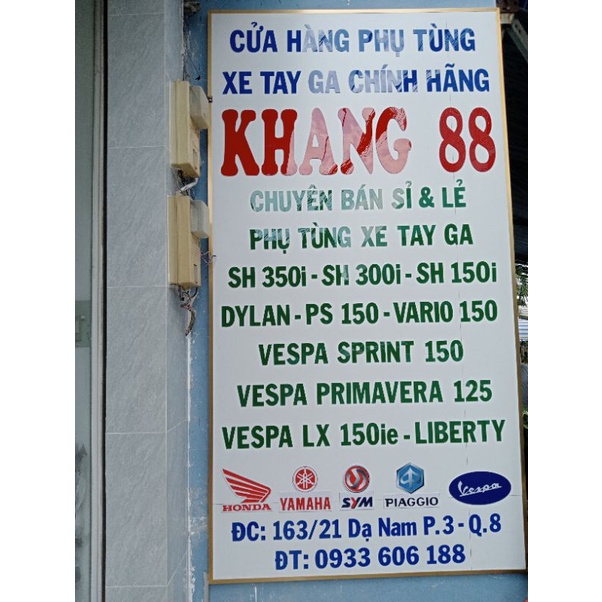 CỬA HÀNG PHỤ TÙNG
XE TAY GA CHÍNH HÃNG
KHANG 88
CHUYÊN BÁN SỈ & LẺ
PHỤ TÙNG XE TAY GA
SH 350i - SH 300i - SH 150i
DYLAN - PS 150 - VARIO 150
VESPA SPRINT 150
VESPA PRIMAVERA 125
VESPA LX 150ie - LIBERTY
HONDA YAMAHA SYM PIAGGIO Vespa
ĐC: 163/21 Dạ Nam P.3 - Q.8
ĐT: 0933 606 188